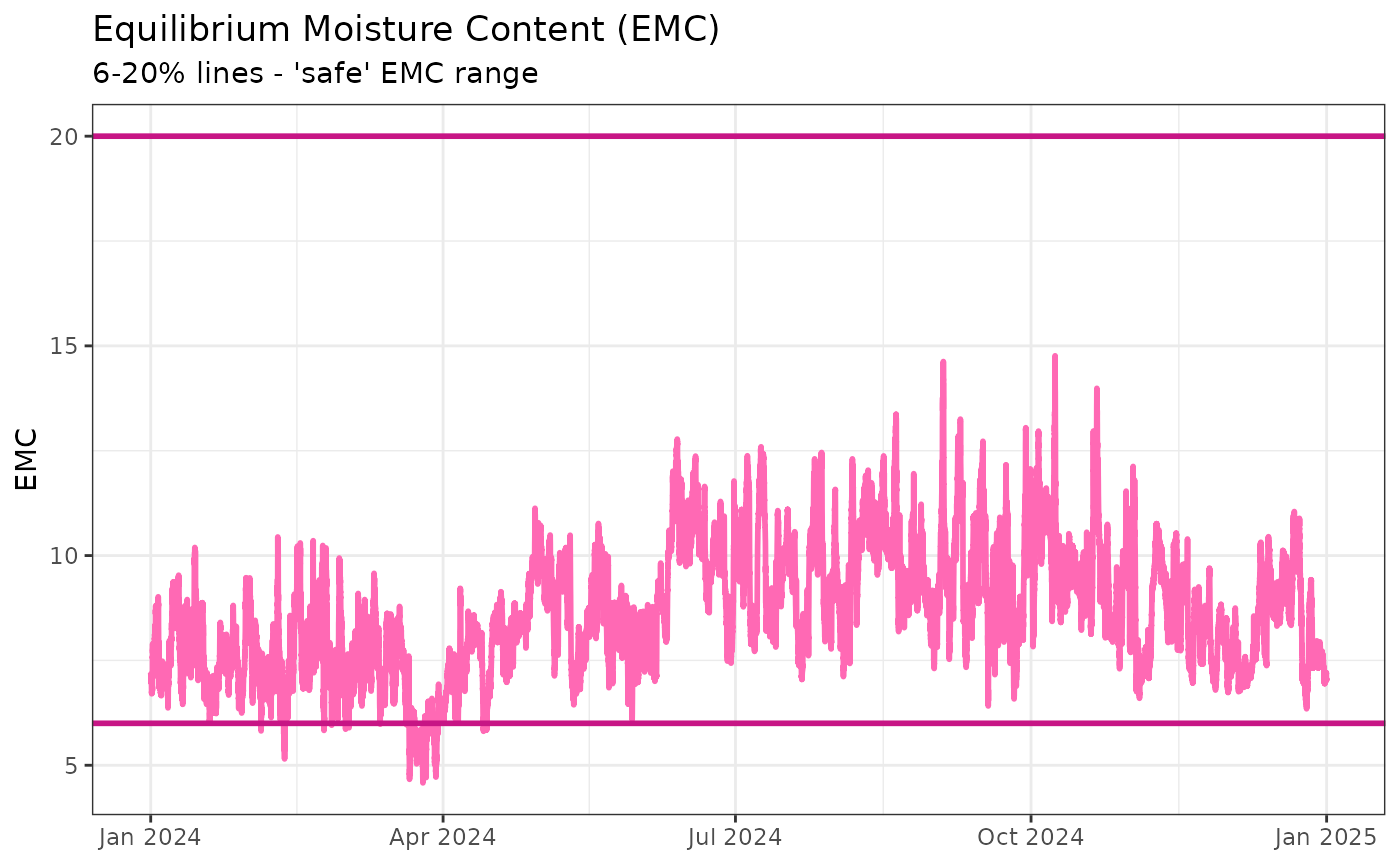 Equilibrium Moisture Content (EMC)
6-20% lines - 'safe' EMC range
20
15
10
5
EMC
Jan 2024
Apr 2024
Jul 2024
Oct 2024
Jan 2025